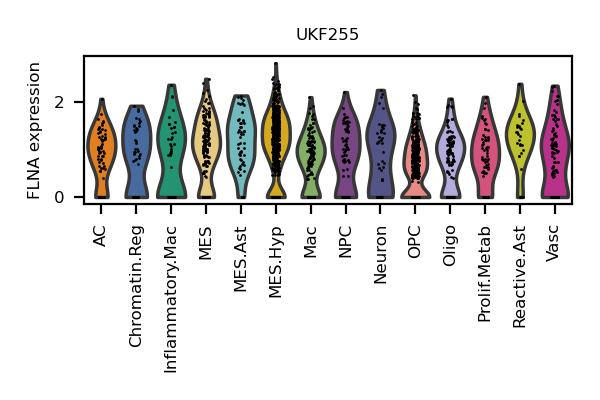 UKF255
FLNA expression
2
0
AC
Chromatin.Reg
Inflammatory.Mac
MES
MES.Ast
MES.Hyp
Mac
NPC
Neuron
OPC
Oligo
Prolif.Metab
Reactive.Ast
Vasc